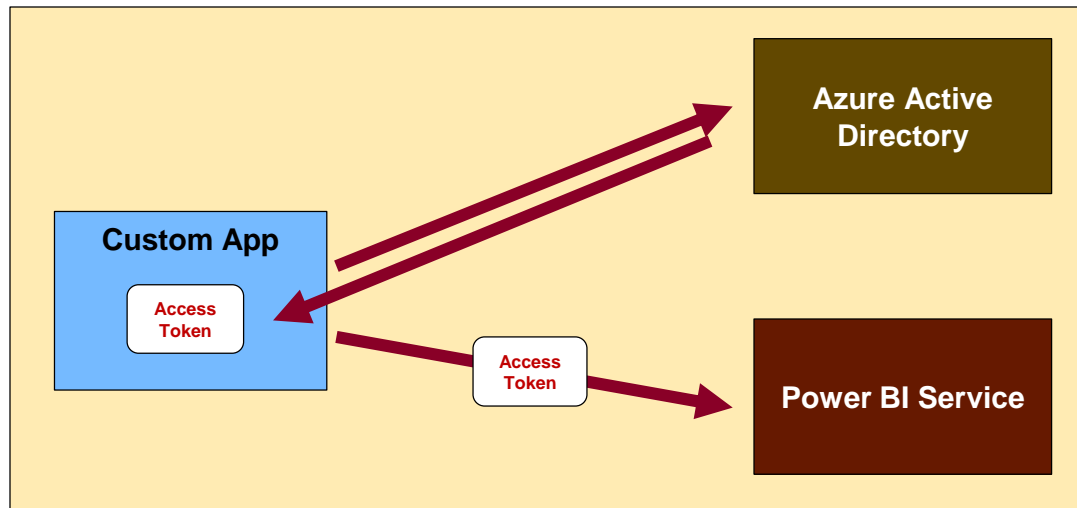 Azure Active
Directory
Custom App
Access
Token
Access
Token
Power BI Service